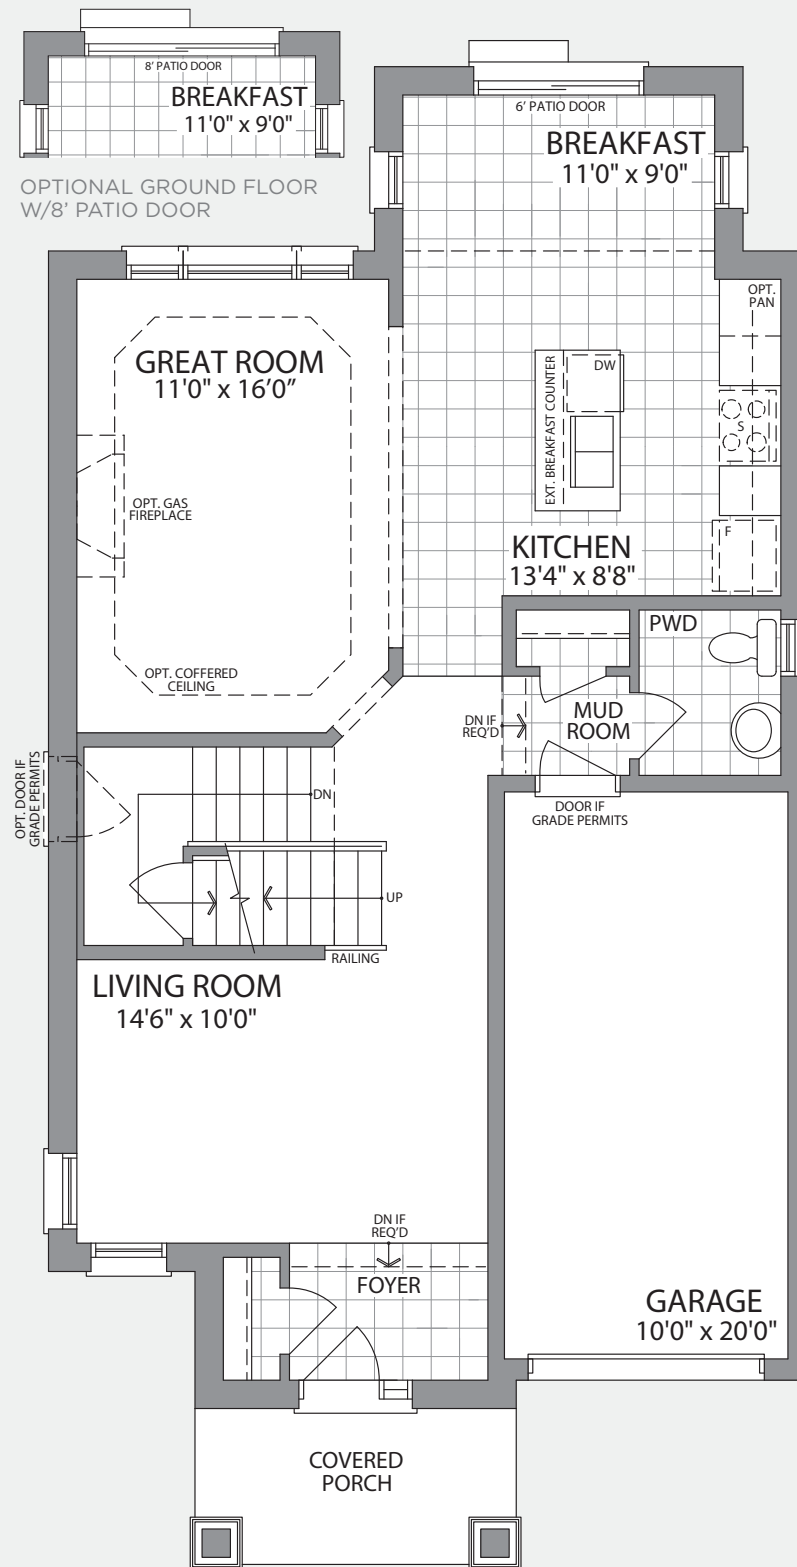 8' PATIO DOOR
BREAKFAST
11'0" x 9'0"
OPTIONAL GROUND FLOOR
W/8' PATIO DOOR
6' PATIO DOOR
BREAKFAST
11'0" x 9'0"
OPT.
PAN
GREAT ROOM
11'0" x 16'0"
DW
EXT. BREAKFAST COUNTER
S
OPT. GAS
FIREPLACE
F
KITCHEN
13'4" x 8'8"
PWD
OPT. COFFERED
CEILING
MUD
ROOM
DN IF
REQ'D
OPT. DOOR IF
GRADE PERMITS
DN
DOOR IF
GRADE PERMITS
UP
RAILING
LIVING ROOM
14'6" x 10'0"
DN IF
REQ'D
FOYER
GARAGE
10'0" x 20'0"
COVERED
PORCH